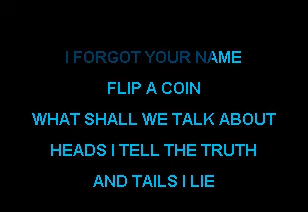 I FORGOT YOUR NAME
FLIP A COIN
WHAT SHALL WE TALK ABOUT
HEADS I TELL THE TRUTH
AND TAILS I LIE